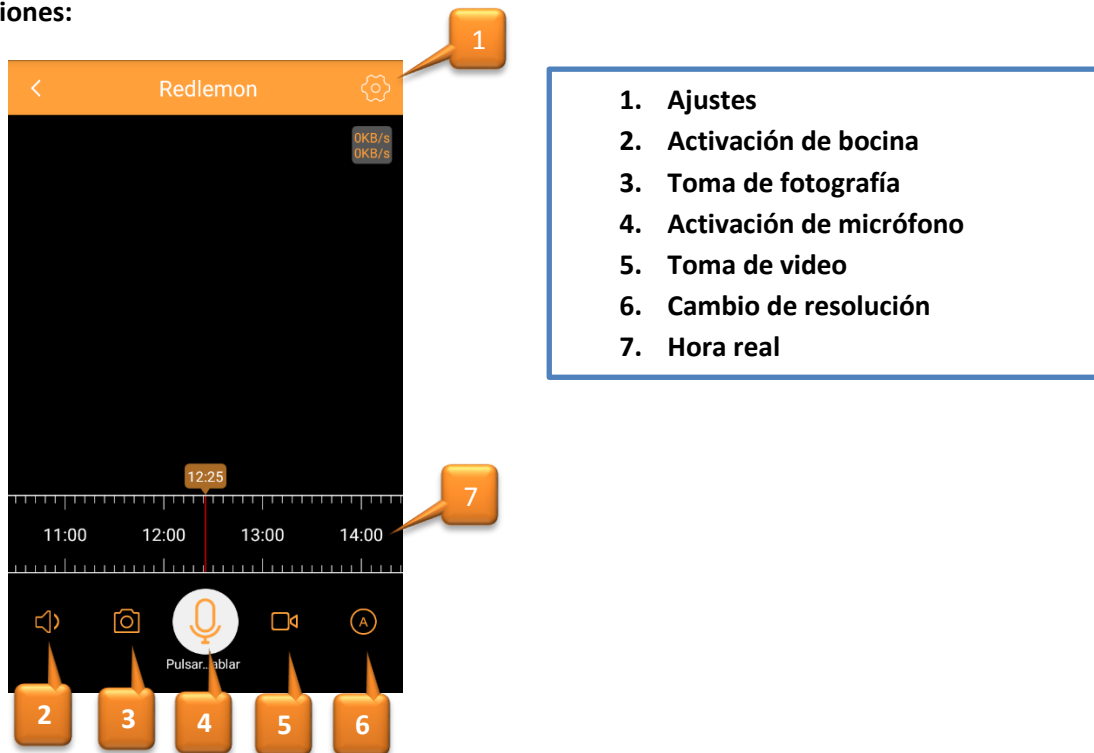 iones:
1
Redlemon
0KB/s
0KB/s
1. Ajustes
2. Activación de bocina
3. Toma de fotografía
4. Activación de micrófono
5. Toma de video
6. Cambio de resolución
7. Hora real
12:25
7
11:00 12:00 13:00 14:00
A
Pulsar...ablar
2 3 4 5 6